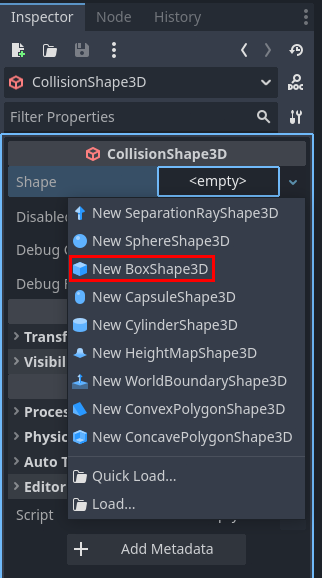 Inspector Node History
CollisionShape3D
DOC
Filter Properties
CollisionShape3D
Shape <empty>
New SeparationRayShape3D
Disabled
New SphereShape3D
Debug
New BoxShape3D
Debug
New CapsuleShape3D
New CylinderShape3D
Transf
New HeightMapShape3D
Visibil
New WorldBoundaryShape3D
Proces
New ConvexPolygonShape3D
Physic
New ConcavePolygonShape3D
Auto T
Quick Load...
Editor
Load...
Script
Add Metadata